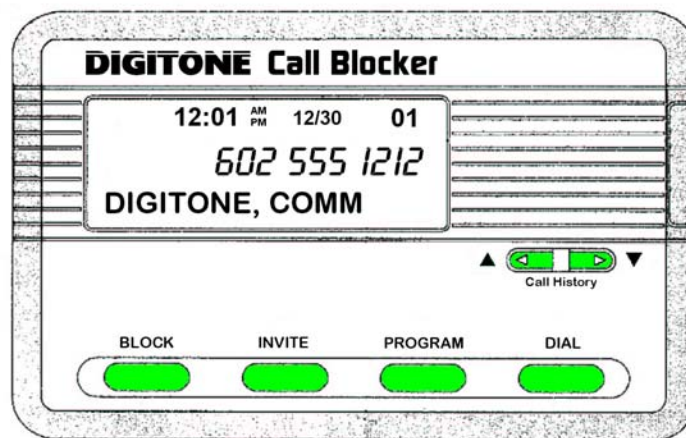 DIGITONE Call Blocker
12:01 AM PM 12/30 01
602 555 1212
DIGITONE, COMM
▲ ▼
Call History
BLOCK INVITE PROGRAM DIAL